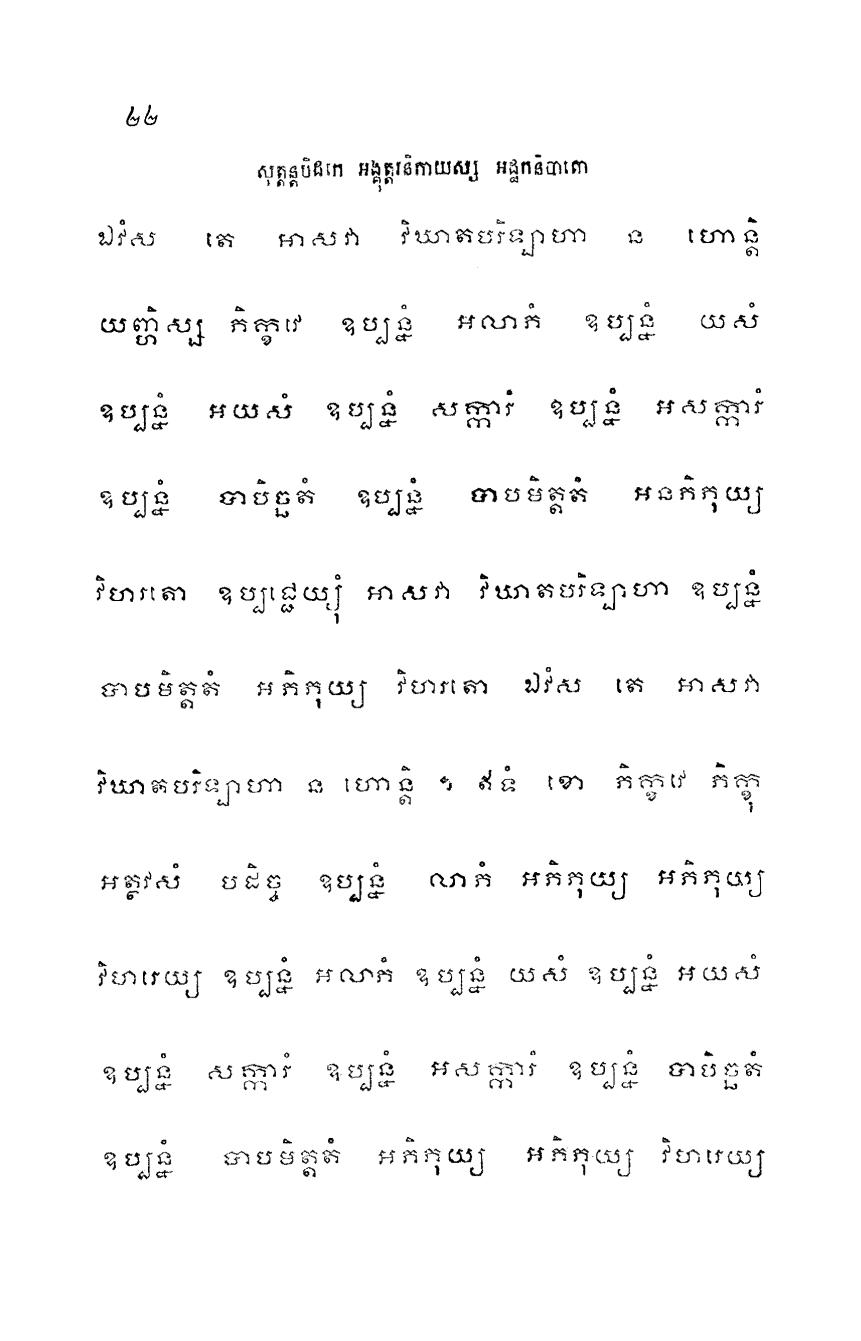 ២២
សុត្តន្តបិដកេ អង្គុត្តរនិកាយស្ស អដ្ឋកនិបាតោ
ឯវំស តេ អាសវា វិឃាតបរិឡ្បាហា ន ហោន្តិ
យញ្ហិស្ស ភិក្ខវេ ឧប្បន្នំ អលាភំ ឧប្បន្នំ យសំ
ឧប្បន្នំ អយសំ ឧប្បន្នំ សក្ការំ ឧប្បន្នំ អសក្ការំ
ឧប្បន្នំ បាបិច្ឆតំ ឧប្បន្នំ បាបមិត្តតំ អនភិភុយ្យ
វិហរតោ ឧប្បជ្ជេយ្យុំ អាសវា វិឃាតបរិឡ្បាហា ឧប្បន្នំ
បាបមិត្តតំ អភិភុយ្យ វិហរតោ ឯវំស តេ អាសវា
វិឃាតបរិឡ្បាហា ន ហោន្តិ ។ ឥទំ ខោ ភិក្ខវេ ភិក្ខុ
អត្ថវសំ បដិច្ច ឧប្បន្នំ លាភំ អភិភុយ្យ អភិភុយ្យ
វិហរេយ្យ ឧប្បន្នំ អលាភំ ឧប្បន្នំ យសំ ឧប្បន្នំ អយសំ
ឧប្បន្នំ សក្ការំ ឧប្បន្នំ អសក្ការំ ឧប្បន្នំ បាបិច្ឆតំ
ឧប្បន្នំ បាបមិត្តតំ អភិភុយ្យ អភិភុយ្យ វិហរេយ្យ